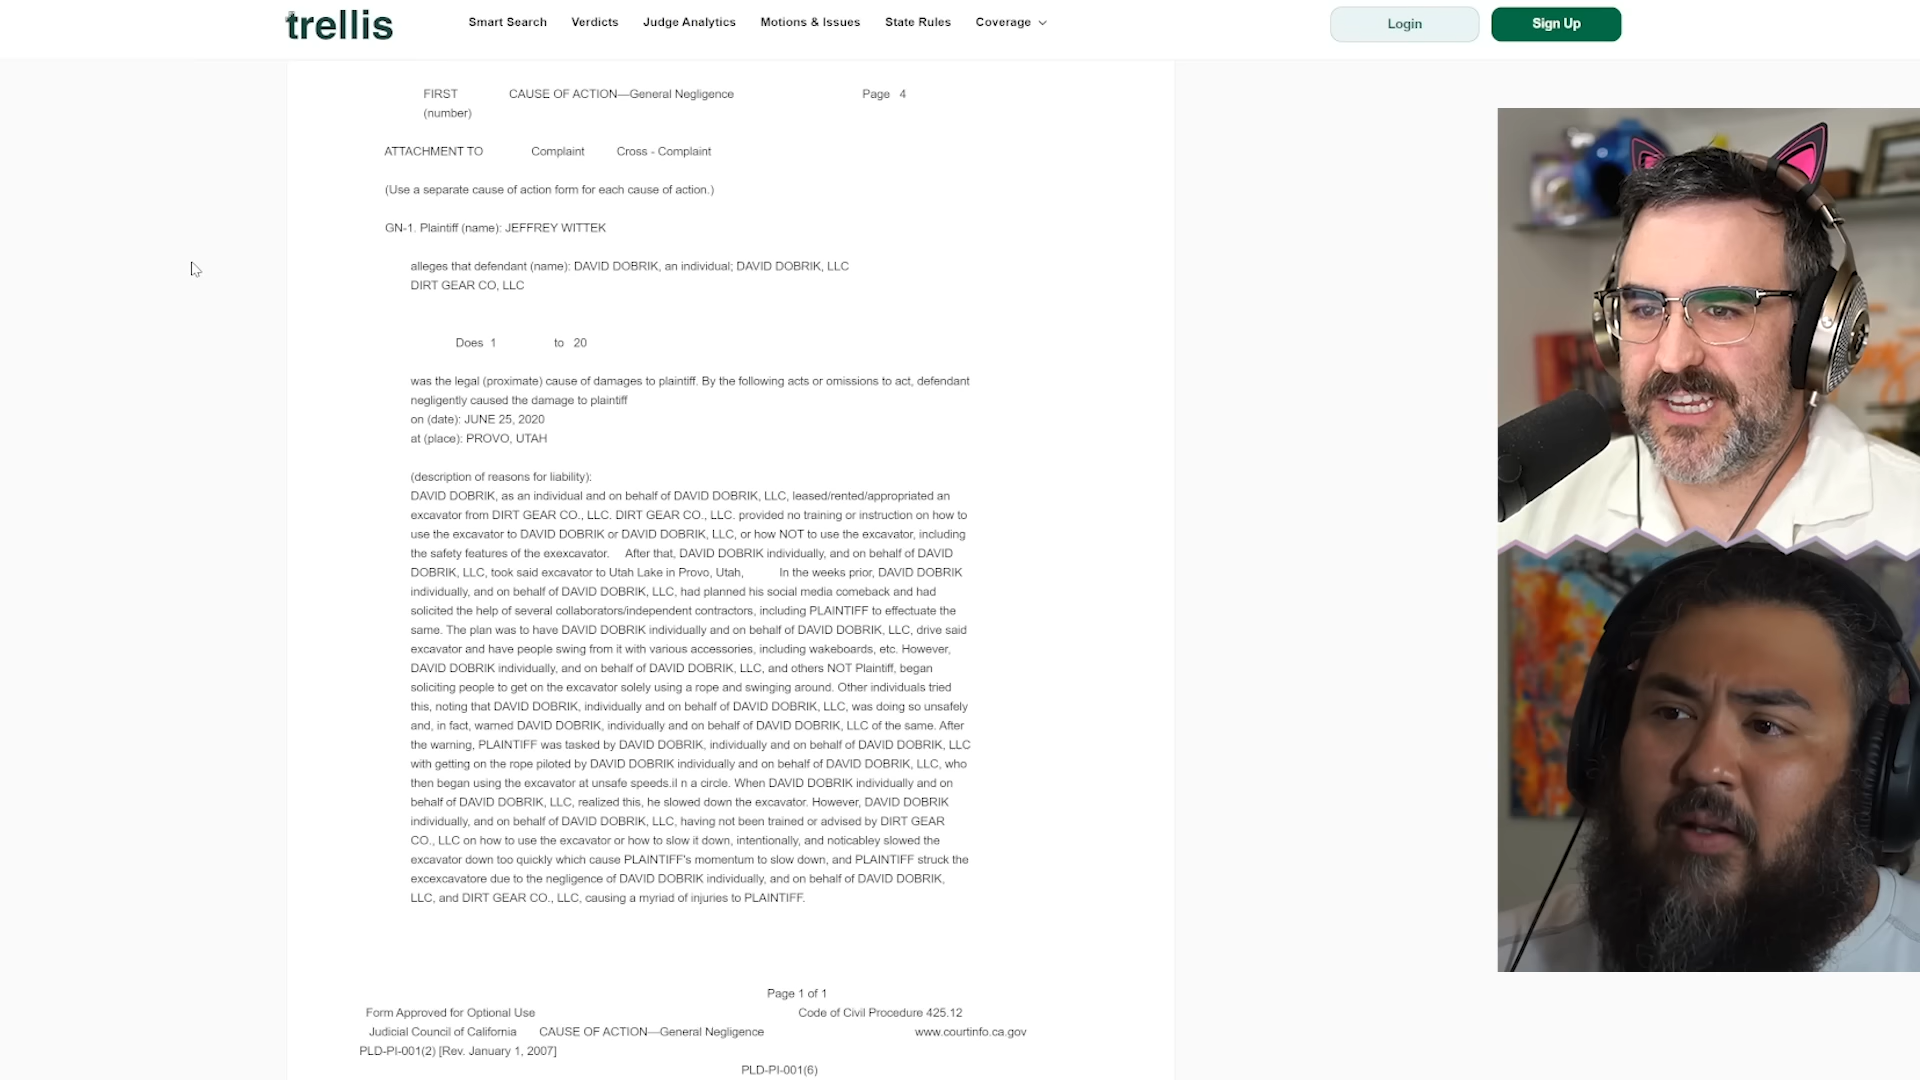 trellis
Smart Search Verdicts Judge Analytics Motions & Issues State Rules Coverage
Login
Sign Up
FIRST CAUSE OF ACTION—General Negligence Page 4
(number)
ATTACHMENT TO Complaint Cross - Complaint
(Use a separate cause of action form for each cause of action.)
GN-1. Plaintiff (name): JEFFREY WITTEK
alleges that defendant (name): DAVID DOBRIK, an individual; DAVID DOBRIK, LLC
DIRT GEAR CO, LLC
Does 1 to 20
was the legal (proximate) cause of damages to plaintiff. By the following acts or omissions to act, defendant
negligently caused the damage to plaintiff
on (date): JUNE 25, 2020
at (place): PROVO, UTAH
(description of reasons for liability):
DAVID DOBRIK, as an individual and on behalf of DAVID DOBRIK, LLC, leased/rented/appropriated an
excavator from DIRT GEAR CO., LLC. DIRT GEAR CO., LLC. provided no training or instruction on how to
use the excavator to DAVID DOBRIK or DAVID DOBRIK, LLC, or how NOT to use the excavator, including
the safety features of the exexcavator. After that, DAVID DOBRIK individually, and on behalf of DAVID
DOBRIK, LLC, took said excavator to Utah Lake in Provo, Utah, In the weeks prior, DAVID DOBRIK
individually, and on behalf of DAVID DOBRIK, LLC, had planned his social media comeback and had
solicited the help of several collaborators/independent contractors, including PLAINTIFF to effectuate the
same. The plan was to have DAVID DOBRIK individually and on behalf of DAVID DOBRIK, LLC, drive said
excavator and have people swing from it with various accessories, including wakeboards, etc. However,
DAVID DOBRIK individually, and on behalf of DAVID DOBRIK, LLC, and others NOT Plaintiff, began
soliciting people to get on the excavator solely using a rope and swinging around. Other individuals tried
this, noting that DAVID DOBRIK, individually and on behalf of DAVID DOBRIK, LLC, was doing so unsafely
and, in fact, warned DAVID DOBRIK, individually and on behalf of DAVID DOBRIK, LLC of the same. After
the warning, PLAINTIFF was tasked by DAVID DOBRIK, individually and on behalf of DAVID DOBRIK, LLC
with getting on the rope piloted by DAVID DOBRIK individually and on behalf of DAVID DOBRIK, LLC, who
then began using the excavator at unsafe speeds.il n a circle. When DAVID DOBRIK individually and on
behalf of DAVID DOBRIK, LLC, realized this, he slowed down the excavator. However, DAVID DOBRIK
individually, and on behalf of DAVID DOBRIK, LLC, having not been trained or advised by DIRT GEAR
CO., LLC on how to use the excavator or how to slow it down, intentionally, and noticabley slowed the
excavator down too quickly which cause PLAINTIFF's momentum to slow down, and PLAINTIFF struck the
excexcavatore due to the negligence of DAVID DOBRIK individually, and on behalf of DAVID DOBRIK,
LLC, and DIRT GEAR CO., LLC, causing a myriad of injuries to PLAINTIFF.
Page 1 of 1
Form Approved for Optional Use Code of Civil Procedure 425.12
Judicial Council of California CAUSE OF ACTION—General Negligence www.courtinfo.ca.gov
PLD-PI-001(2) [Rev. January 1, 2007]
PLD-PI-001(6)